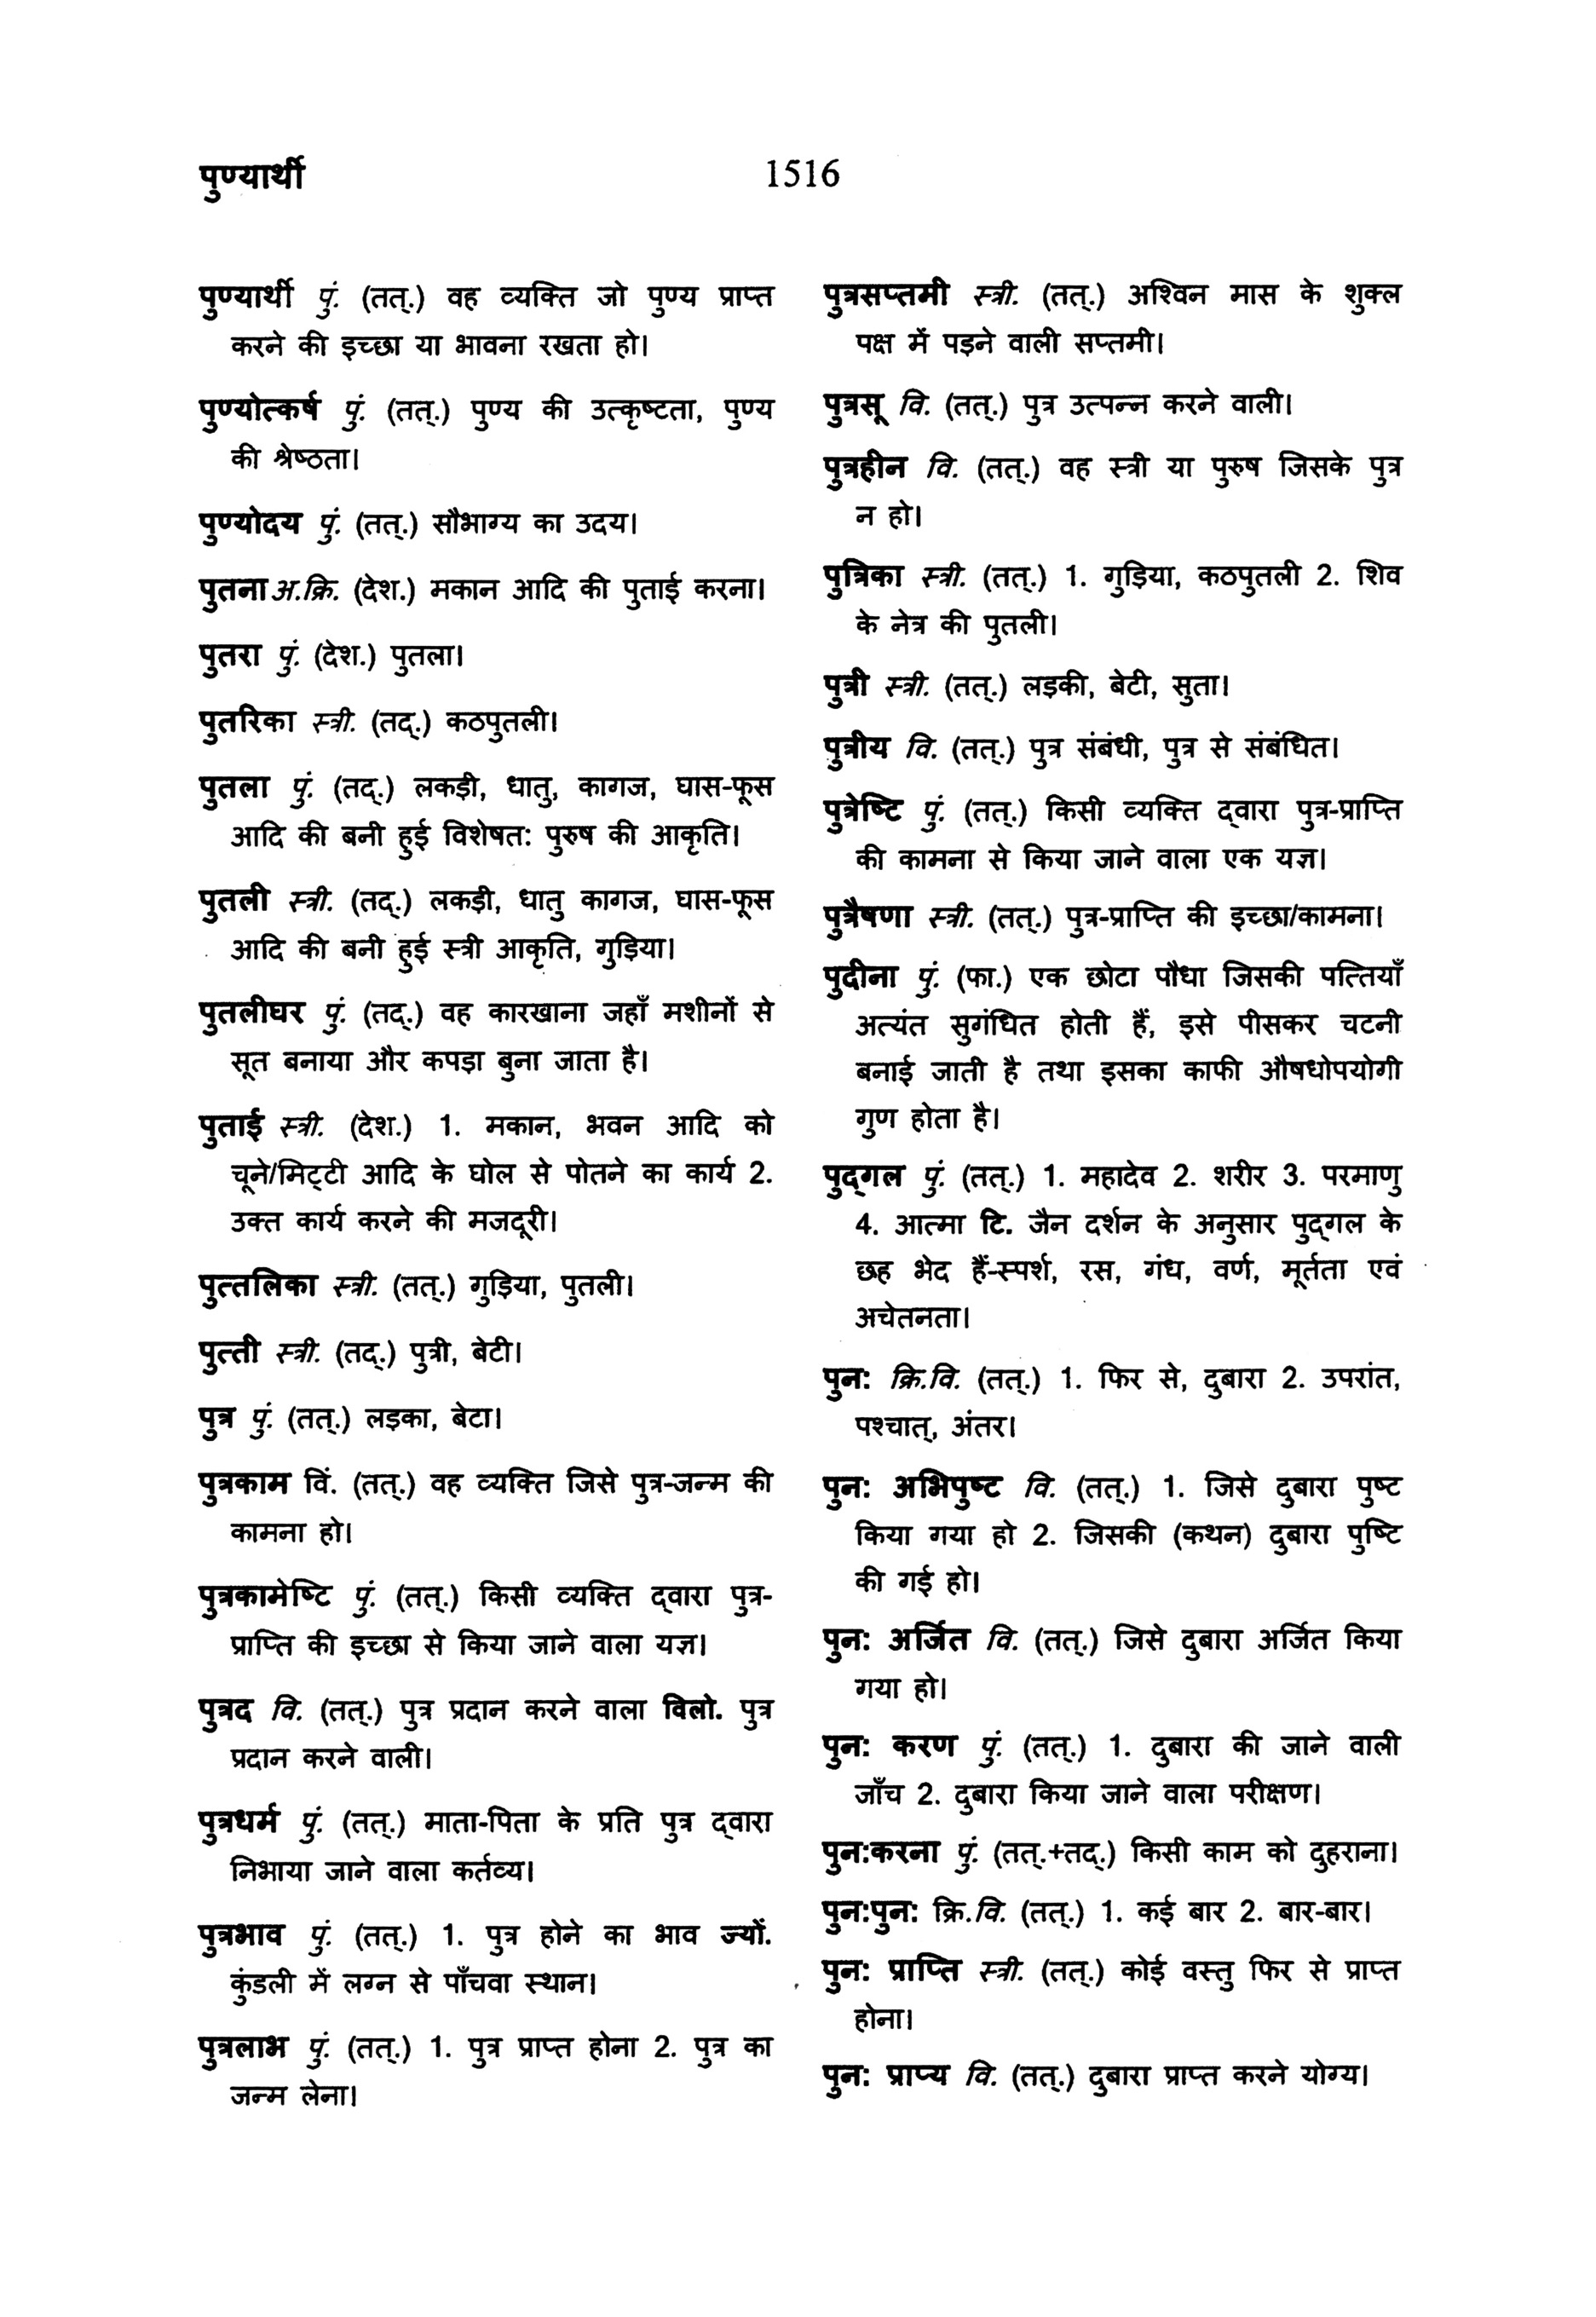 पुण्यार्थी
1516
पुण्यार्थी पुं. (तत्.) वह व्यक्ति जो पुण्य प्राप्त
करने की इच्छा या भावना रखता हो।
पुण्योत्कर्ष पुं. (तत्.) पुण्य की उत्कृष्टता, पुण्य
की श्रेष्ठता।
पुण्योदय पुं. (तत्.) सौभाग्य का उदय।
पुतना अ.क्रि. (देश.) मकान आदि की पुताई करना।
पुतरा पुं. (देश.) पुतला।
पुतरिका स्त्री. (तद्.) कठपुतली।
पुतला पुं. (तद्.) लकड़ी, धातु, कागज, घास-फूस
आदि की बनी हुई विशेषत: पुरुष की आकृति।
पुतली स्त्री. (तद्.) लकड़ी, धातु कागज, घास-फूस
आदि की बनी हुई स्त्री आकृति, गुड़िया।
पुतलीघर पुं. (तद्.) वह कारखाना जहाँ मशीनों से
सूत बनाया और कपड़ा बुना जाता है।
पुताई स्त्री. (देश.) 1. मकान, भवन आदि को
चूने/मिट्टी आदि के घोल से पोतने का कार्य 2.
उक्त कार्य करने की मजदूरी।
पुत्तलिका स्त्री. (तत्.) गुड़िया, पुतली।
पुत्ती स्त्री. (तद्.) पुत्री, बेटी।
पुत्र पुं. (तत्.) लड़का, बेटा।
पुत्रकाम विं. (तत्.) वह व्यक्ति जिसे पुत्र-जन्म की
कामना हो।
पुत्रकामेष्टि पुं. (तत्.) किसी व्यक्ति द्वारा पुत्र-
प्राप्ति की इच्छा से किया जाने वाला यज्ञ।
पुत्रद वि. (तत्.) पुत्र प्रदान करने वाला विलो. पुत्र
प्रदान करने वाली।
पुत्रधर्म पुं. (तत्.) माता-पिता के प्रति पुत्र द्वारा
निभाया जाने वाला कर्तव्य।
पुत्रभाव पुं. (तत्.) 1. पुत्र होने का भाव ज्यों.
कुंडली में लग्न से पाँचवा स्थान।
पुत्रलाभ पुं. (तत्.) 1. पुत्र प्राप्त होना 2. पुत्र का
जन्म लेना।
पुत्रसप्तमी स्त्री. (तत्.) अश्विन मास के शुक्ल
पक्ष में पड़ने वाली सप्तमी।
पुत्रसू वि. (तत्.) पुत्र उत्पन्न करने वाली।
पुत्रहीन वि. (तत्.) वह स्त्री या पुरुष जिसके पुत्र
न हो।
पुत्रिका स्त्री. (तत्.) 1. गुड़िया, कठपुतली 2. शिव
के नेत्र की पुतली।
पुत्री स्त्री. (तत्.) लड़की, बेटी, सुता।
पुत्रीय वि. (तत्.) पुत्र संबंधी, पुत्र से संबंधित।
पुत्रेष्टि पुं. (तत्.) किसी व्यक्ति द्वारा पुत्र-प्राप्ति
की कामना से किया जाने वाला एक यज्ञ।
पुत्रैषणा स्त्री. (तत्.) पुत्र-प्राप्ति की इच्छा/कामना।
पुदीना पुं. (फा.) एक छोटा पौधा जिसकी पत्तियाँ
अत्यंत सुगंधित होती हैं, इसे पीसकर चटनी
बनाई जाती है तथा इसका काफी औषधोपयोगी
गुण होता है।
पुद्गल पुं. (तत्.) 1. महादेव 2. शरीर 3. परमाणु
4. आत्मा टि. जैन दर्शन के अनुसार पुद्गल के
छह भेद हैं-स्पर्श, रस, गंध, वर्ण, मूर्तता एवं
अचेतनता।
पुन: क्रि.वि. (तत्.) 1. फिर से, दुबारा 2. उपरांत,
पश्चात्, अंतर।
पुन: अभिपुष्ट वि. (तत्.) 1. जिसे दुबारा पुष्ट
किया गया हो 2. जिसकी (कथन) दुबारा पुष्टि
की गई हो।
पुन: अर्जित वि. (तत्.) जिसे दुबारा अर्जित किया
गया हो।
पुन: करण पुं. (तत्.) 1. दुबारा की जाने वाली
जाँच 2. दुबारा किया जाने वाला परीक्षण।
पुन:करना पुं. (तत्.+तद्.) किसी काम को दुहराना।
पुन:पुन: क्रि.वि. (तत्.) 1. कई बार 2. बार-बार।
पुन: प्राप्ति स्त्री. (तत्.) कोई वस्तु फिर से प्राप्त
होना।
पुन: प्राप्य वि. (तत्.) दुबारा प्राप्त करने योग्य।